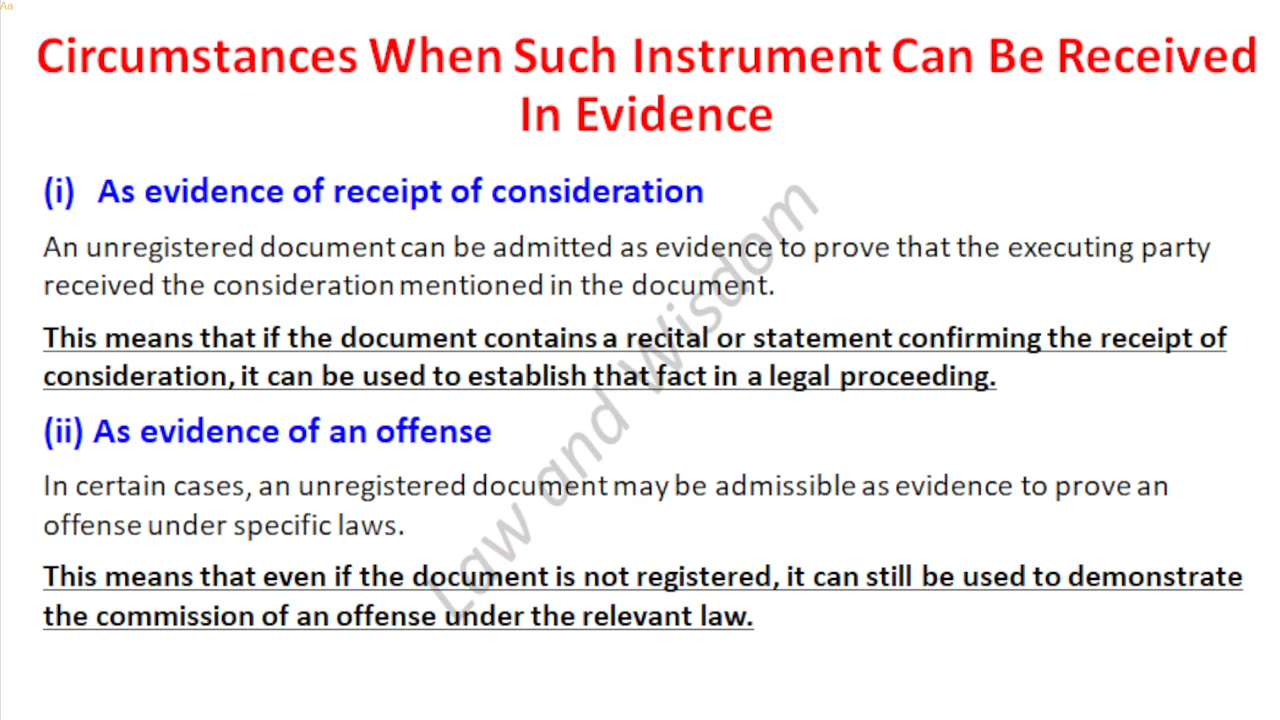 Aa
Circumstances When Such Instrument Can Be Received
In Evidence
(i) As evidence of receipt of consideration
An unregistered document can be admitted as evidence to prove that the executing party
received the consideration mentioned in the document.
This means that if the document contains a recital or statement confirming the receipt of
consideration, it can be used to establish that fact in a legal proceeding.
(ii) As evidence of an offense
In certain cases, an unregistered document may be admissible as evidence to prove an
offense under specific laws.
This means that even if the document is not registered, it can still be used to demonstrate
the commission of an offense under the relevant law.
Law and Wisdom